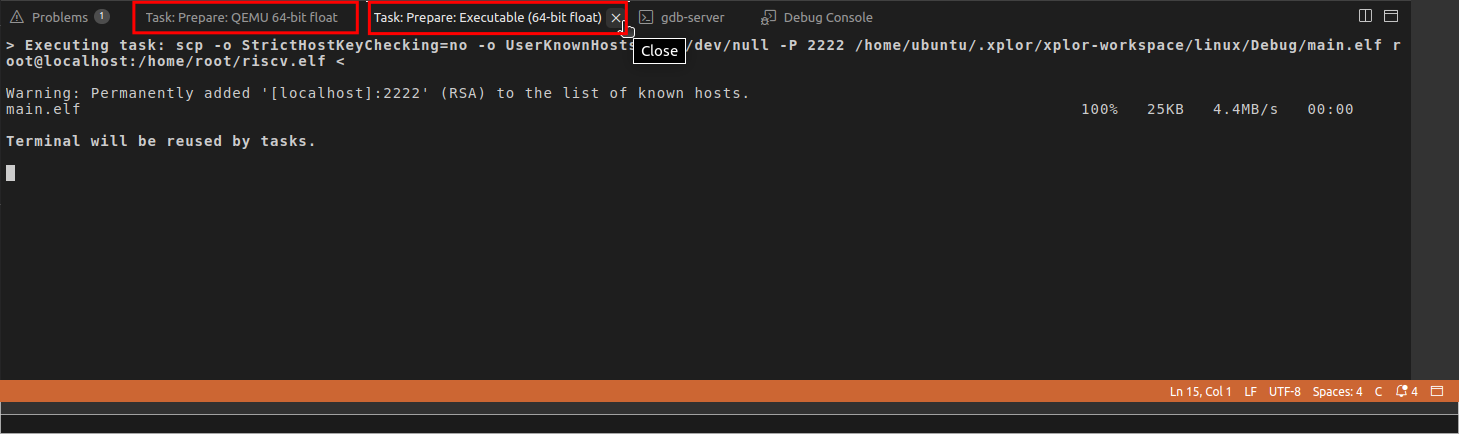 Problems 1 Task: Prepare: QEMU 64-bit float Task: Prepare: Executable (64-bit float) gdb-server Debug Console
> Executing task: scp -o StrictHostKeyChecking=no -o UserKnownHosts /dev/null -P 2222 /home/ubuntu/.xplor/xplor-workspace/linux/Debug/main.elf r
Close
oot@localhost:/home/root/riscv.elf <
Warning: Permanently added '[localhost]:2222' (RSA) to the list of known hosts.
main.elf 100% 25KB 4.4MB/s 00:00
Terminal will be reused by tasks.
Ln 15, Col 1 LF UTF-8 Spaces: 4 C 4